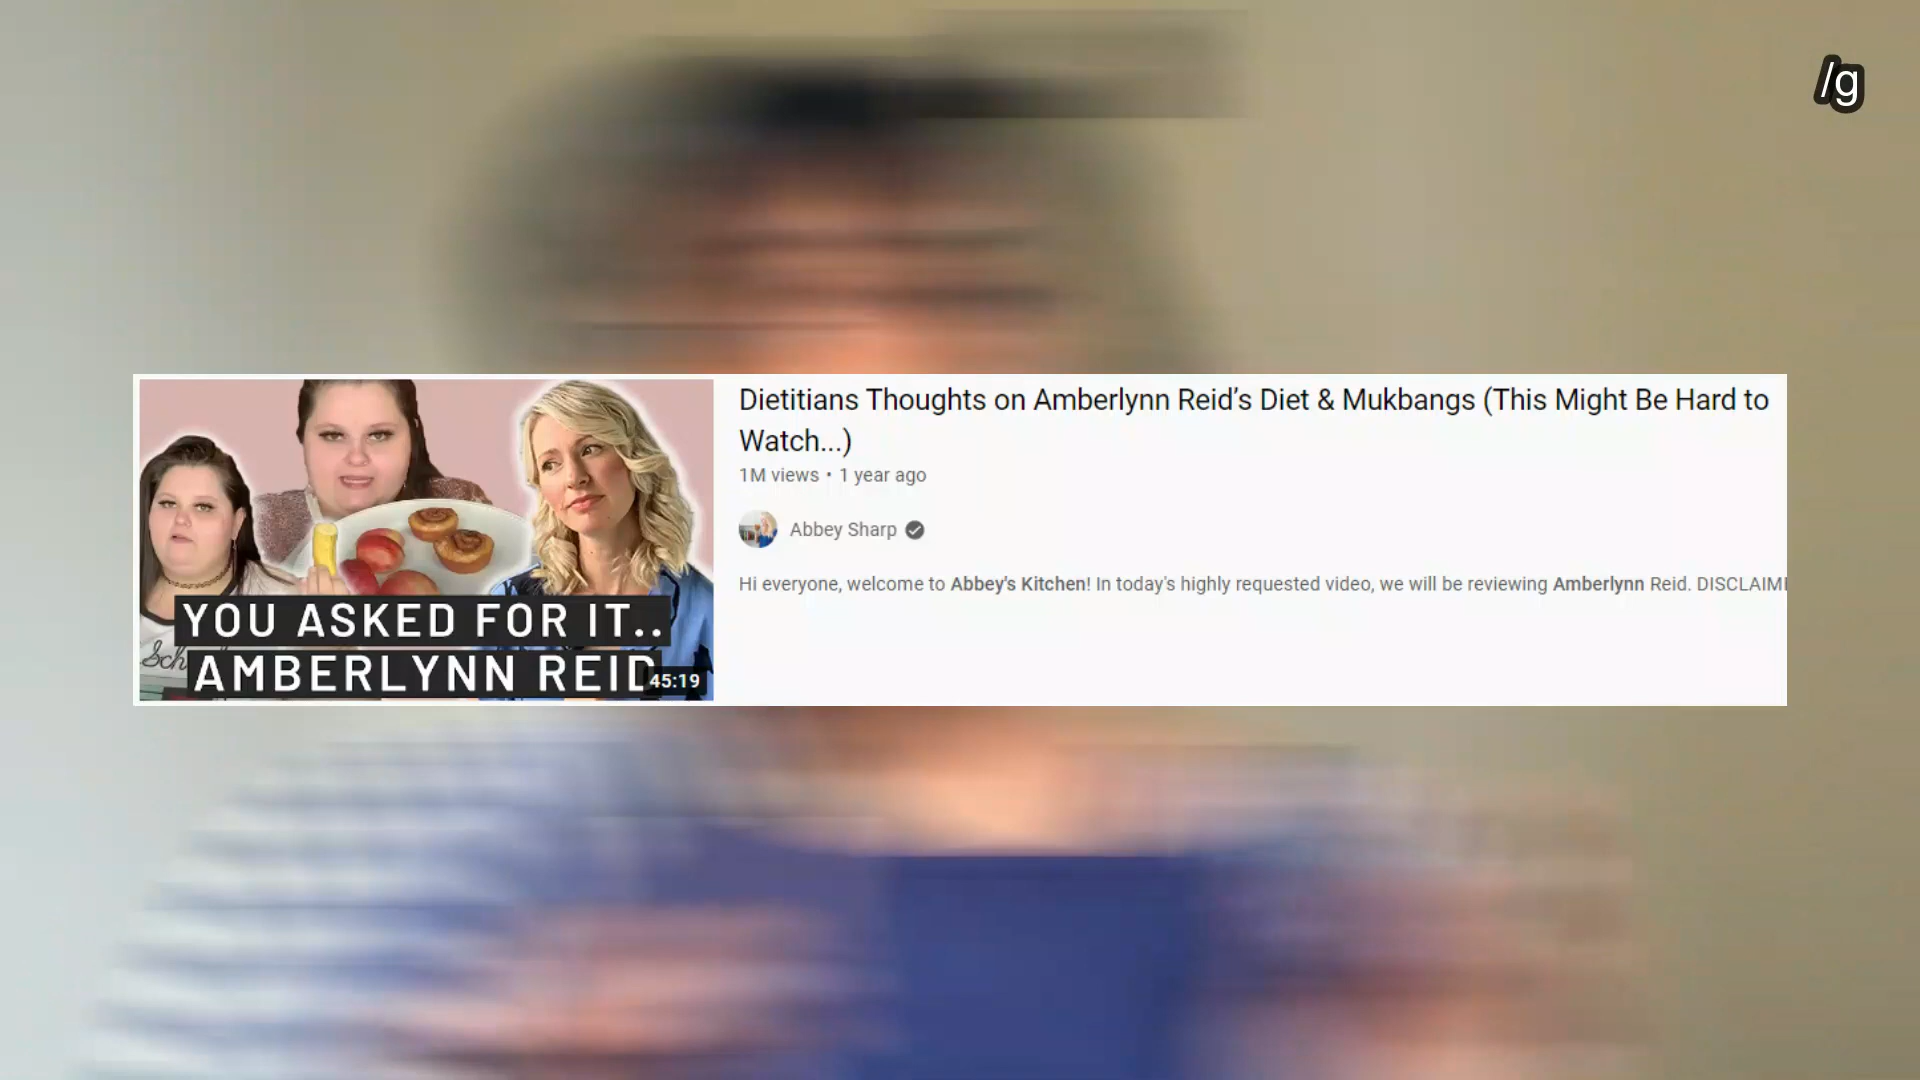 /g
Dietitians Thoughts on Amberlynn Reid’s Diet & Mukbangs (This Might Be Hard to
Watch...)
1M views • 1 year ago
Abbey Sharp
Hi everyone, welcome to Abbey's Kitchen! In today's highly requested video, we will be reviewing Amberlynn Reid. DISCLAIM
Sch
YOU ASKED FOR IT..
AMBERLYNN REID
45:19